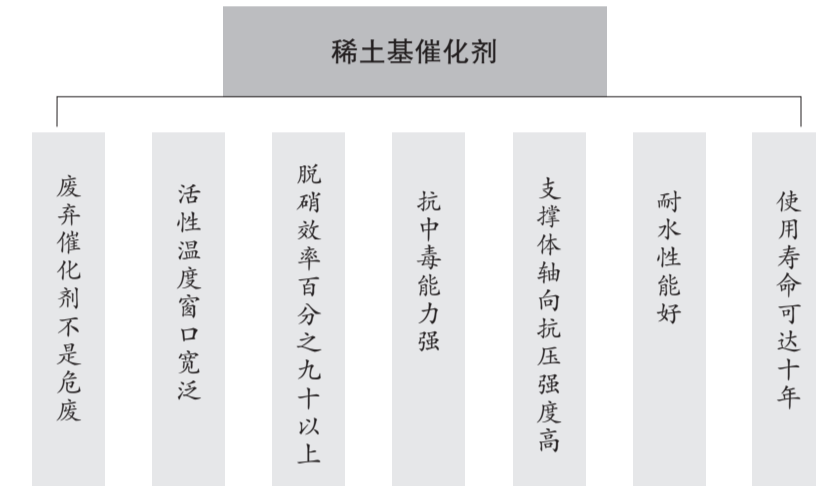 稀土基催化剂
废弃催化剂不是危废
活性温度窗口宽泛
脱硝效率百分之九十以上
抗中毒能力强
支撑体轴向抗压强度高
耐水性能好
使用寿命可达十年